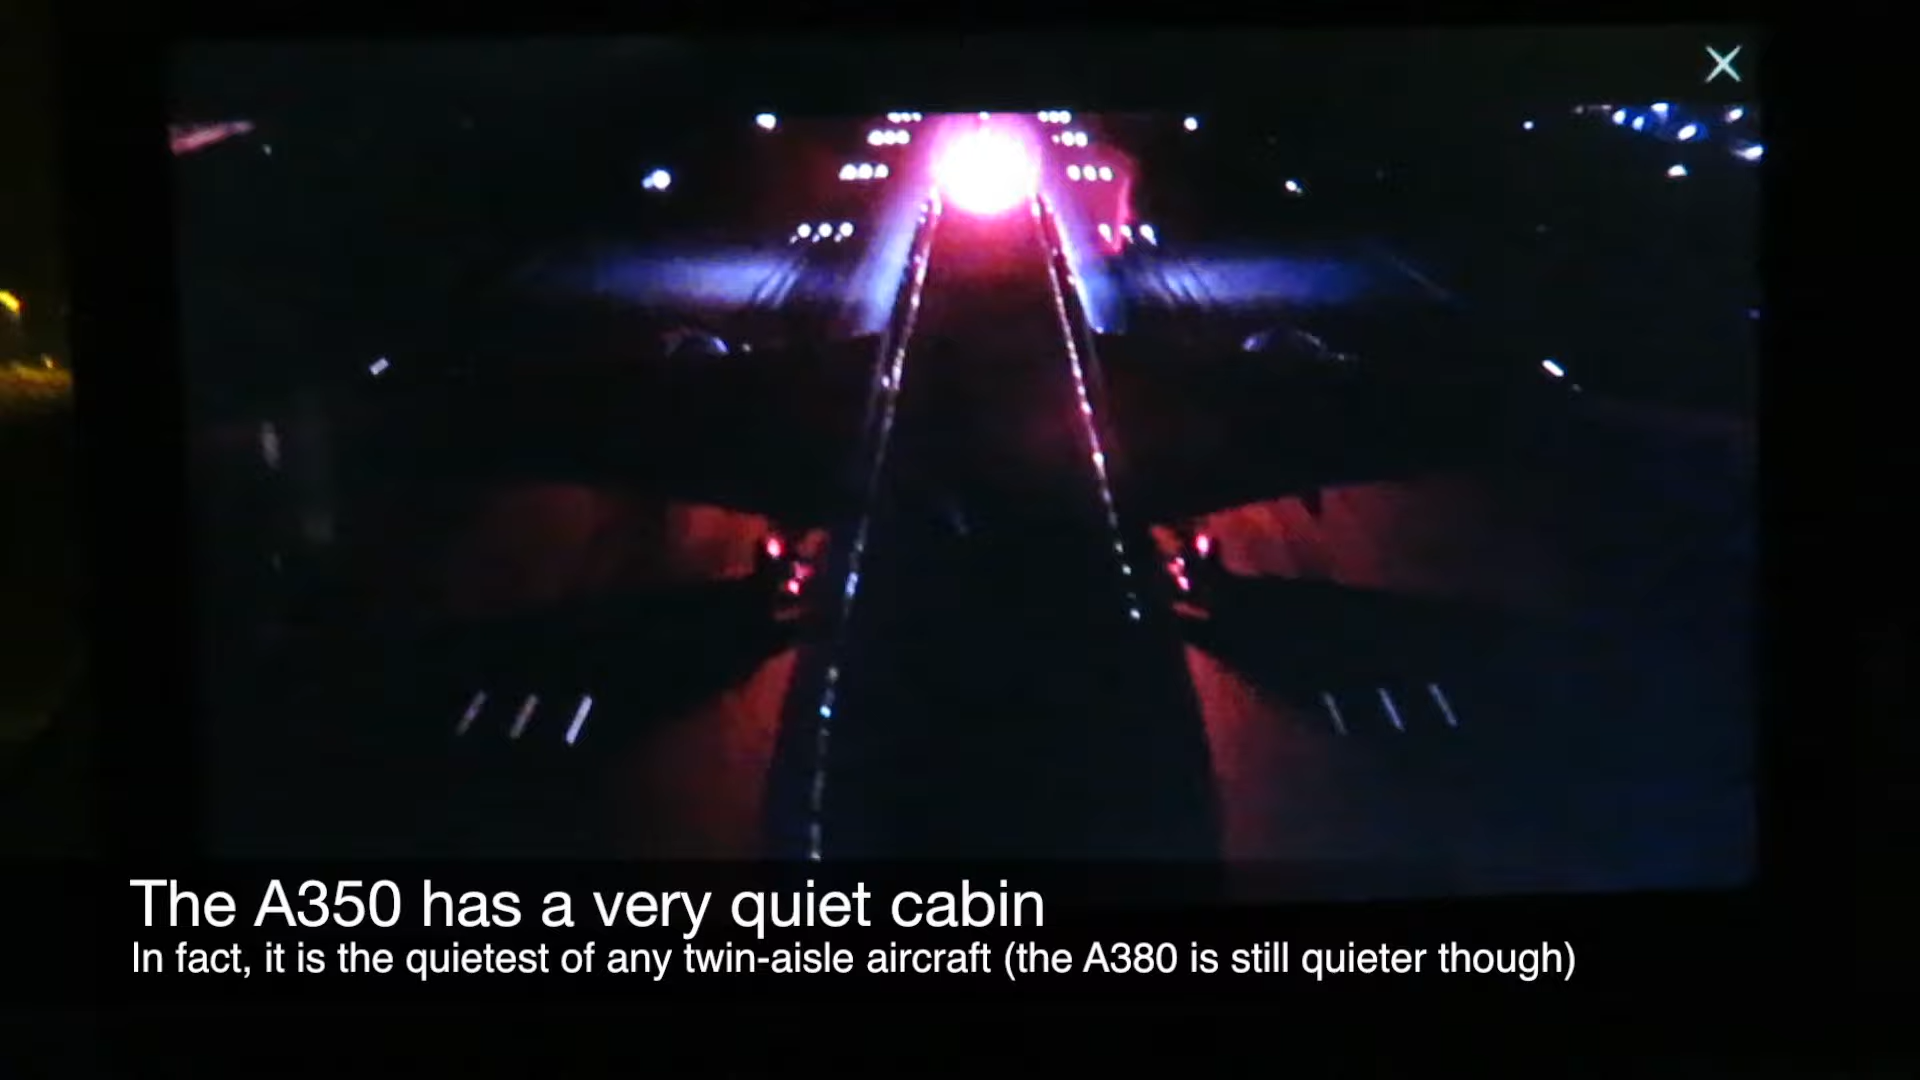 The A350 has a very quiet cabin
In fact, it is the quietest of any twin-aisle aircraft (the A380 is still quieter though)